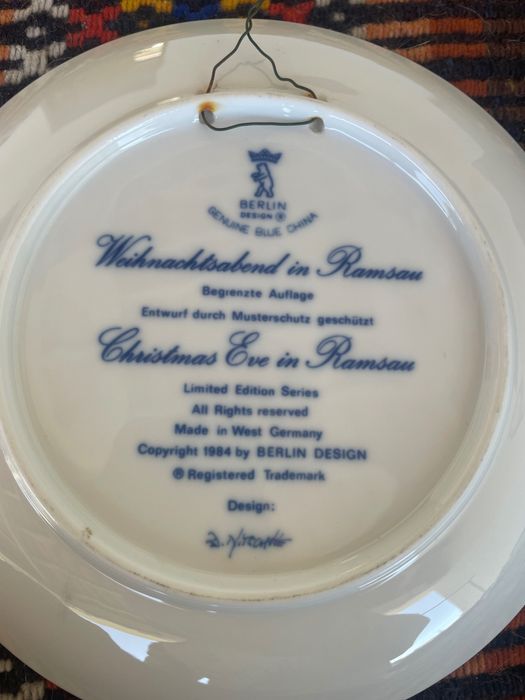 BERLIN
DESIGN ®
GENUINE BLUE CHINA
Weihnachtsabend in Ramsau
Begrenzte Auflage
Entwurf durch Musterschutz geschützt
Christmas Eve in Ramsau
Limited Edition Series
All Rights reserved
Made in West Germany
Copyright 1984 by BERLIN DESIGN
® Registered Trademark
Design: